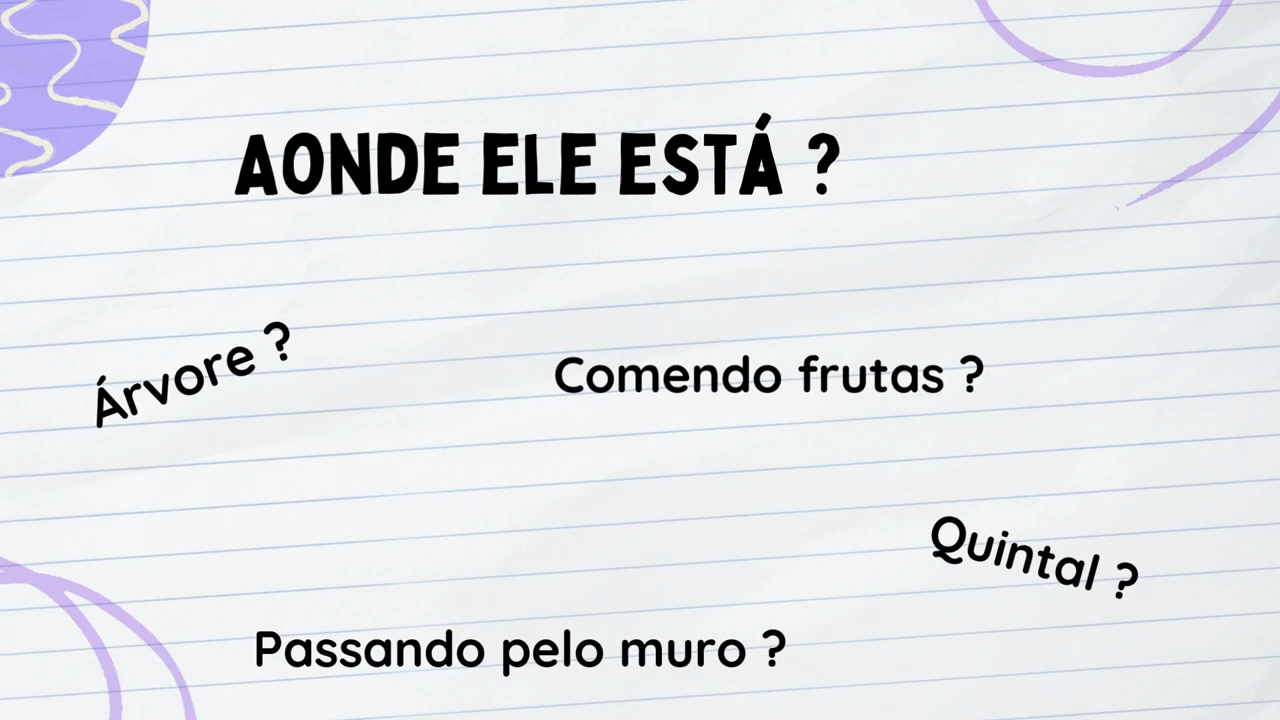 AONDE ELE ESTÁ ?
Árvore ?
Comendo frutas ?
Quintal ?
Passando pelo muro ?